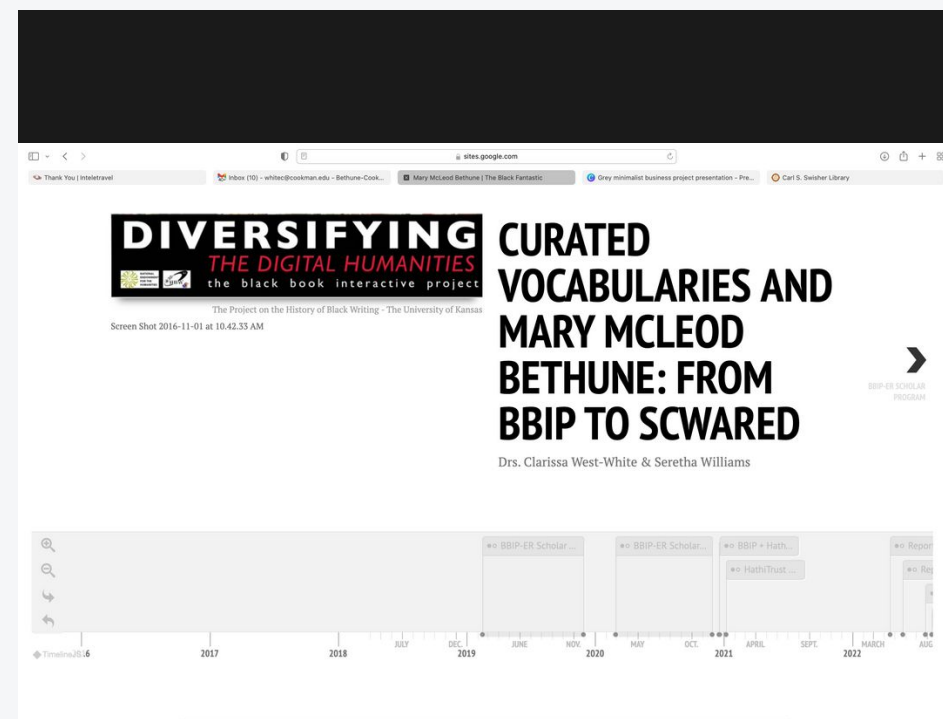 sites.google.com
Thank You | Inteletravel
Inbox (10) - whitec@cookman.edu - Bethune-Cook...
Mary McLeod Bethune | The Black Fantastic
Grey minimalist business project presentation - Pre...
Carl S. Swisher Library
DIVERSIFYING
THE DIGITAL HUMANITIES
the black book interactive project
The Project on the History of Black Writing - The University of Kansas
Screen Shot 2016-11-01 at 10.42.33 AM
CURATED
VOCABULARIES AND
MARY MCLEOD
BETHUNE: FROM
BBIP TO SCWARED
Drs. Clarissa West-White & Seretha Williams
BBIP-ER SCHOLAR
PROGRAM
BBIP-ER Scholar...
BBIP-ER Scholar...
BBIP + Hath...
Repor
HathiTrust ...
Rep
JULY DEC. JUNE NOV. MAY OCT. APRIL SEPT. MARCH AUG
TimelineJS 6 2017 2018 2019 2020 2021 2022